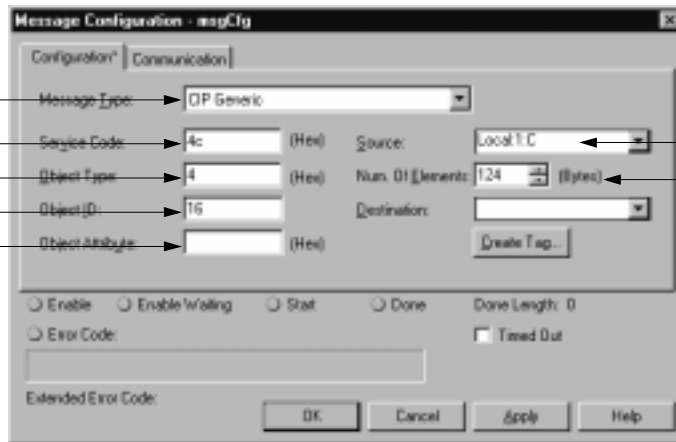 Message Configuration - msgCfg
Configuration* Communication
Message Type: CIP Generic
Service Code: 4c (Hex) Source: Local:1:C
Object Type: 4 (Hex) Num. Of Elements: 124 (Bytes)
Object ID: 16 Destination:
Object Attribute: (Hex) Create Tag...
Enable Enable Waiting Start Done Done Length: 0
Error Code: Timed Out
Extended Error Code:
OK Cancel Apply Help